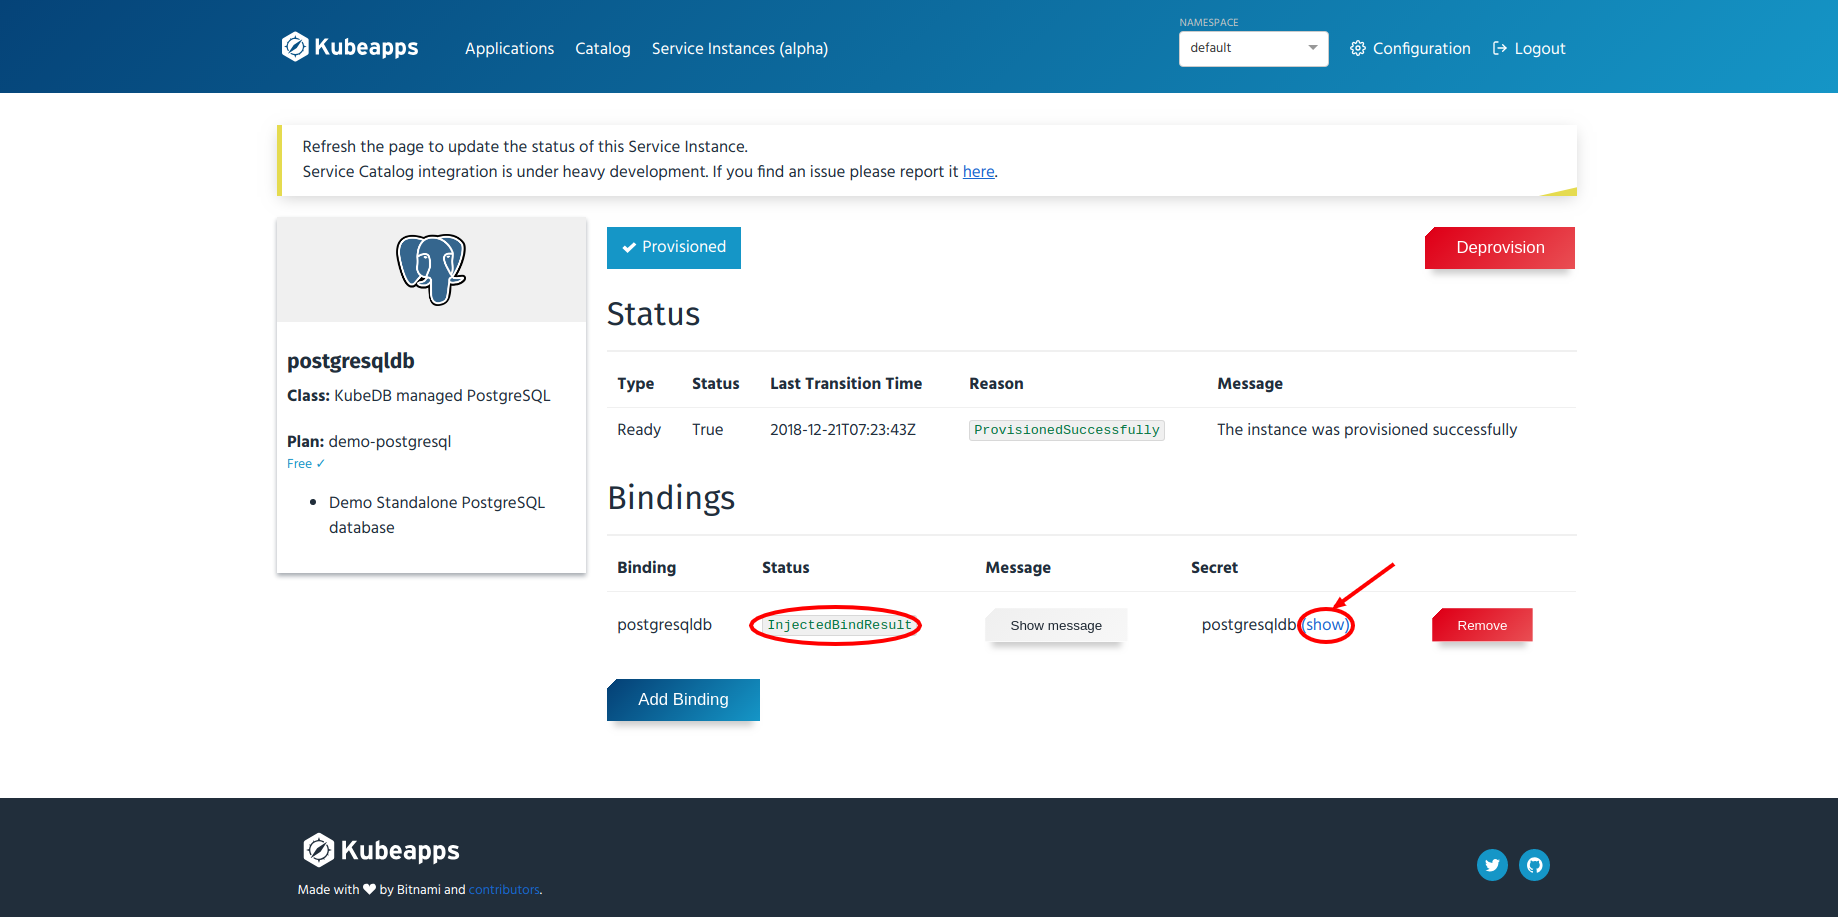 Kubeapps
Applications Catalog Service Instances (alpha)
NAMESPACE
default
Configuration Logout
Refresh the page to update the status of this Service Instance.
Service Catalog integration is under heavy development. If you find an issue please report it here.
postgresqldb
Class: KubeDB managed PostgreSQL
Plan: demo-postgresql
Free ✓
• Demo Standalone PostgreSQL
database
Provisioned
Deprovision
Status
Type Status Last Transition Time Reason Message
Ready True 2018-12-21T07:23:43Z ProvisionedSuccessfully The instance was provisioned successfully
Bindings
Binding Status Message Secret
postgresqldb InjectedBindResult Show message postgresqldb (show) Remove
Add Binding
Kubeapps
Made with ❤ by Bitnami and contributors.